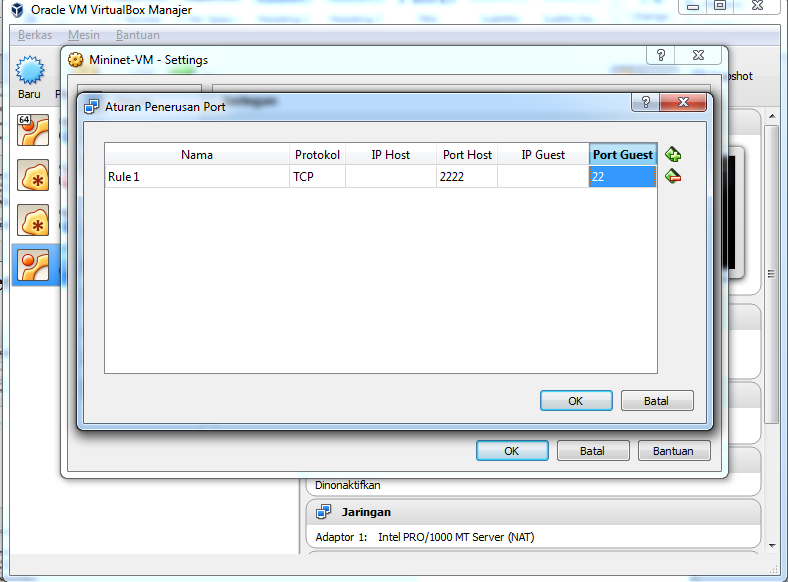 Oracle VM VirtualBox Manajer
Berkas Mesin Bantuan
Mininet-VM - Settings
Baru
Aturan Penerusan Port
64
Nama Protokol IP Host Port Host IP Guest Port Guest
Rule 1 TCP 2222 22
OK Batal
OK Batal Bantuan
Dinonaktifkan
Jaringan
Adaptor 1: Intel PRO/1000 MT Server (NAT)